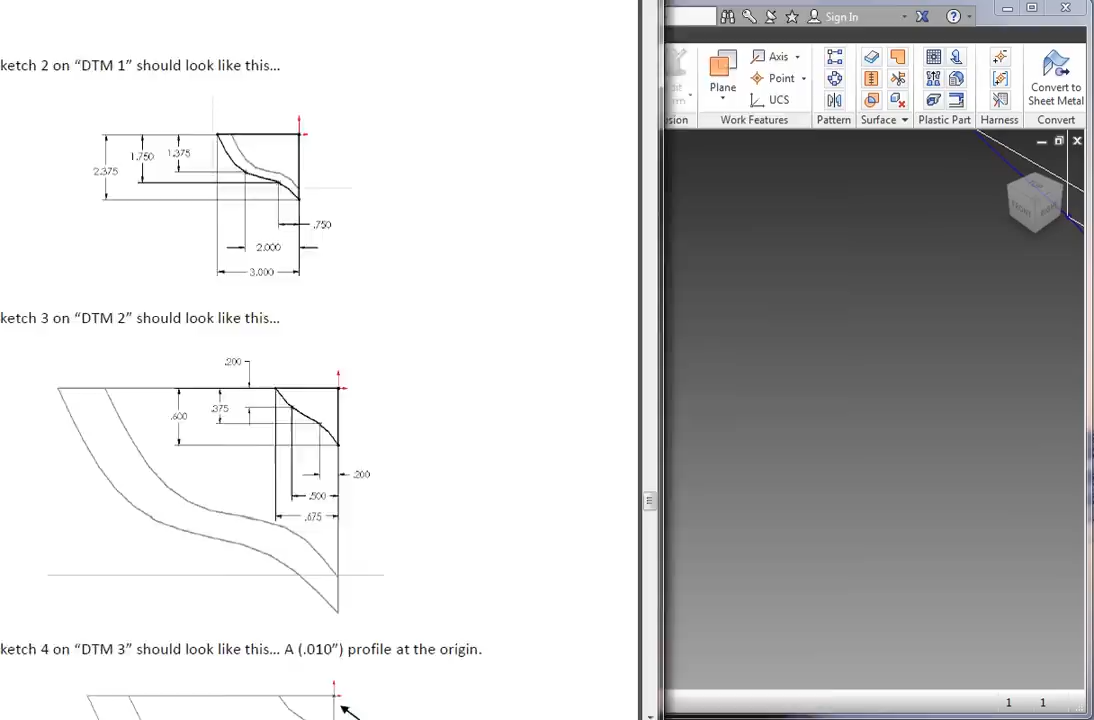 ketch 2 on “DTM 1” should look like this...
2.375
1.750
1.375
.750
2.000
3.000
ketch 3 on “DTM 2” should look like this...
.200
.600
.375
.200
.500
.675
ketch 4 on “DTM 3” should look like this... A (.010”) profile at the origin.
Sign In
Plane
Axis
Point
UCS
Convert to
Sheet Metal
Work Features
Pattern
Surface
Plastic Part
Harness
Convert
FRONT
1 1